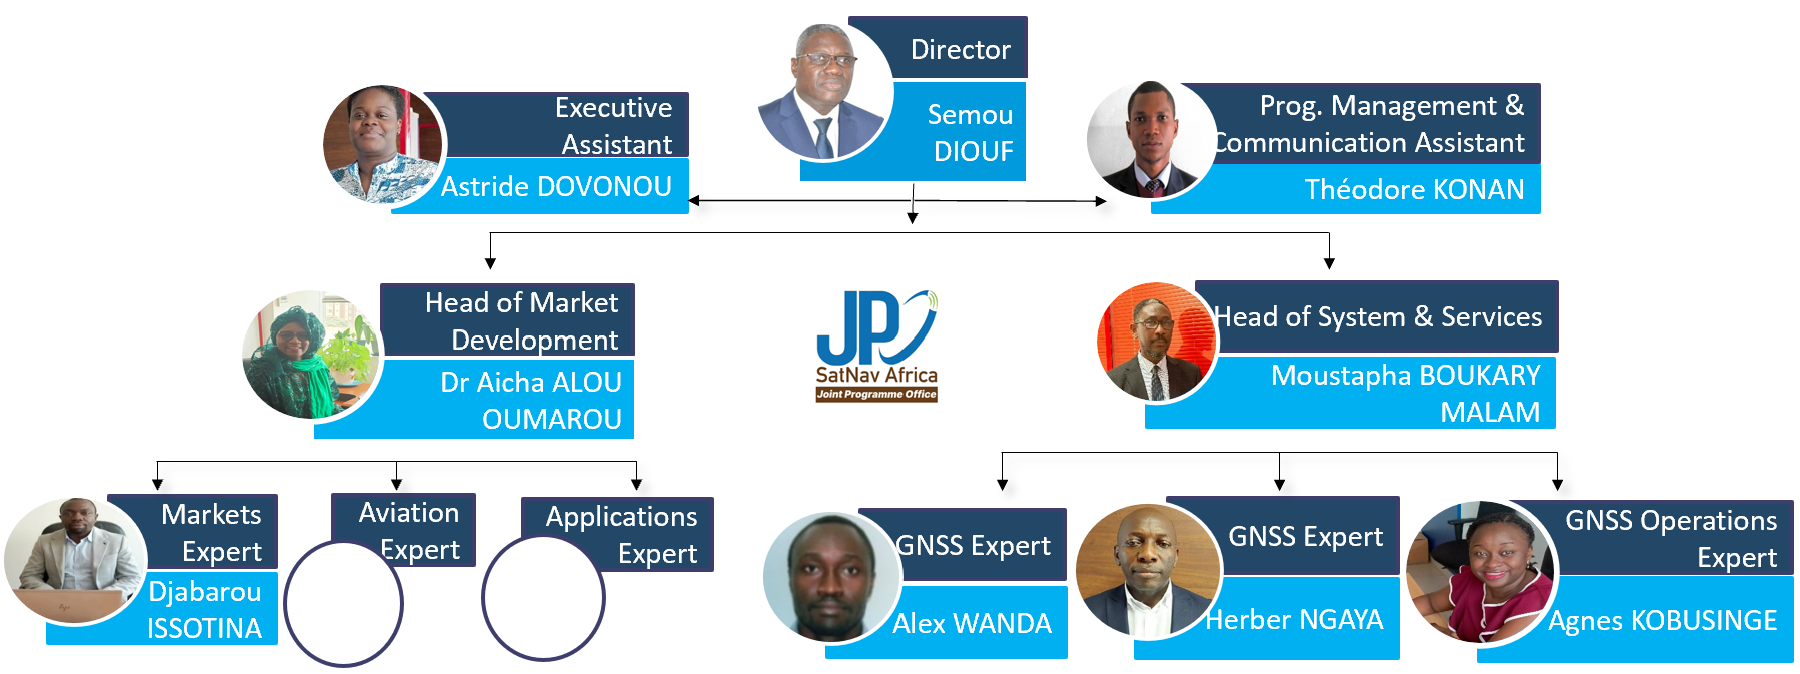 Director
Semou
DIOUF
Executive
Assistant
Astride DOVONOU
Prog. Management &
Communication Assistant
Théodore KONAN
Head of Market
Development
Dr Aicha ALOU
OUMAROU
JP
SatNav Africa
Joint Programme Office
Head of System & Services
Moustapha BOUKARY
MALAM
Markets
Expert
Djabarou
ISSOTINA
Aviation
Expert
Applications
Expert
GNSS Expert
Alex WANDA
GNSS Expert
Herber NGAYA
GNSS Operations
Expert
Agnes KOBUSINGE